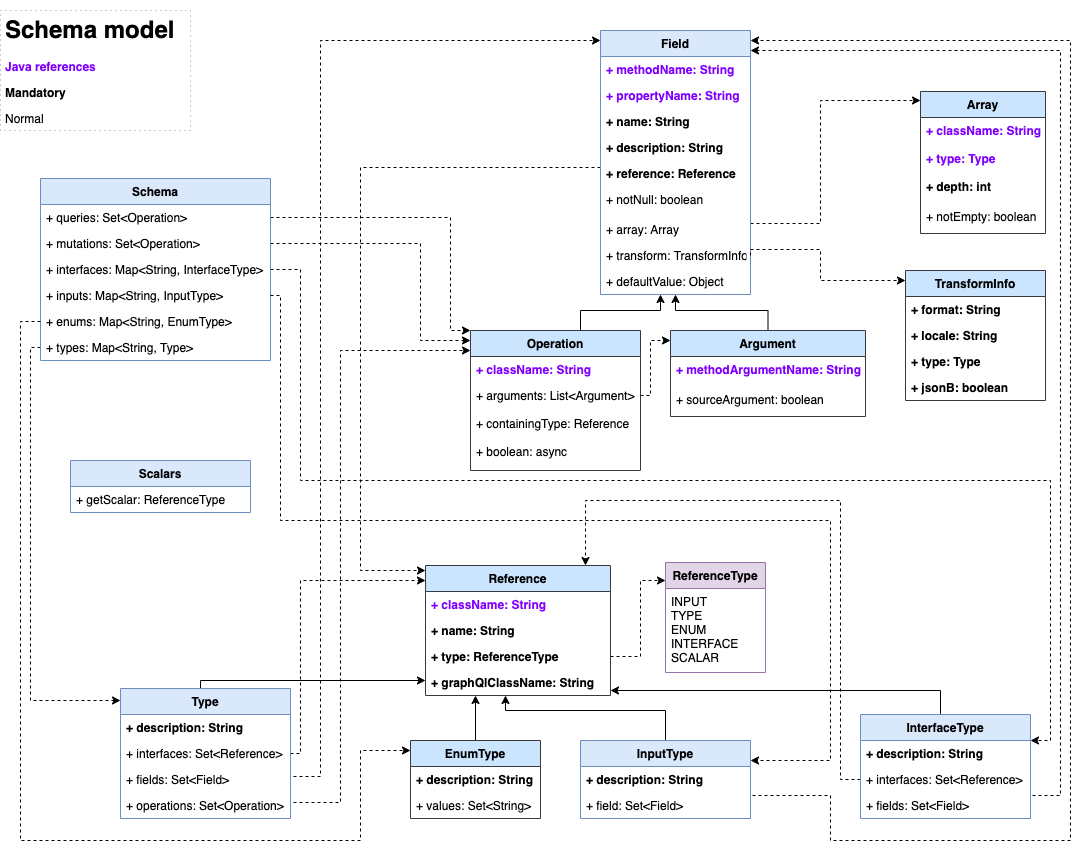 Schema model
Java references
Mandatory
Normal
Field
+ methodName: String
+ propertyName: String
+ name: String
+ description: String
+ reference: Reference
+ notNull: boolean
+ array: Array
+ transform: TransformInfo
+ defaultValue: Object
Array
+ className: String
+ type: Type
+ depth: int
+ notEmpty: boolean
Schema
+ queries: Set<Operation>
+ mutations: Set<Operation>
+ interfaces: Map<String, InterfaceType>
+ inputs: Map<String, InputType>
+ enums: Map<String, EnumType>
+ types: Map<String, Type>
TransformInfo
+ format: String
+ locale: String
+ type: Type
+ jsonB: boolean
Operation
+ className: String
+ arguments: List<Argument>
+ containingType: Reference
+ boolean: async
Argument
+ methodArgumentName: String
+ sourceArgument: boolean
Scalars
+ getScalar: ReferenceType
Reference
+ className: String
+ name: String
+ type: ReferenceType
+ graphQlClassName: String
ReferenceType
INPUT
TYPE
ENUM
INTERFACE
SCALAR
Type
+ description: String
+ interfaces: Set<Reference>
+ fields: Set<Field>
+ operations: Set<Operation>
EnumType
+ description: String
+ values: Set<String>
InputType
+ description: String
+ field: Set<Field>
InterfaceType
+ description: String
+ interfaces: Set<Reference>
+ fields: Set<Field>